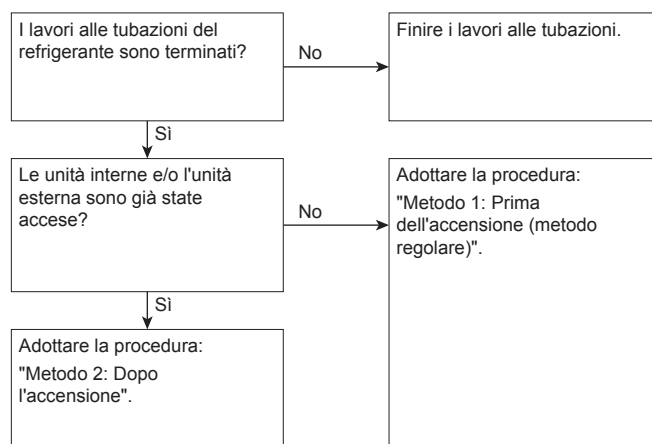 I lavori alle tubazioni del
refrigerante sono terminati?
No
Finire i lavori alle tubazioni.
Sì
Le unità interne e/o l'unità
esterna sono già state
accese?
No
Adottare la procedura:
"Metodo 1: Prima
dell'accensione (metodo
regolare)".
Sì
Adottare la procedura:
"Metodo 2: Dopo
l'accensione".